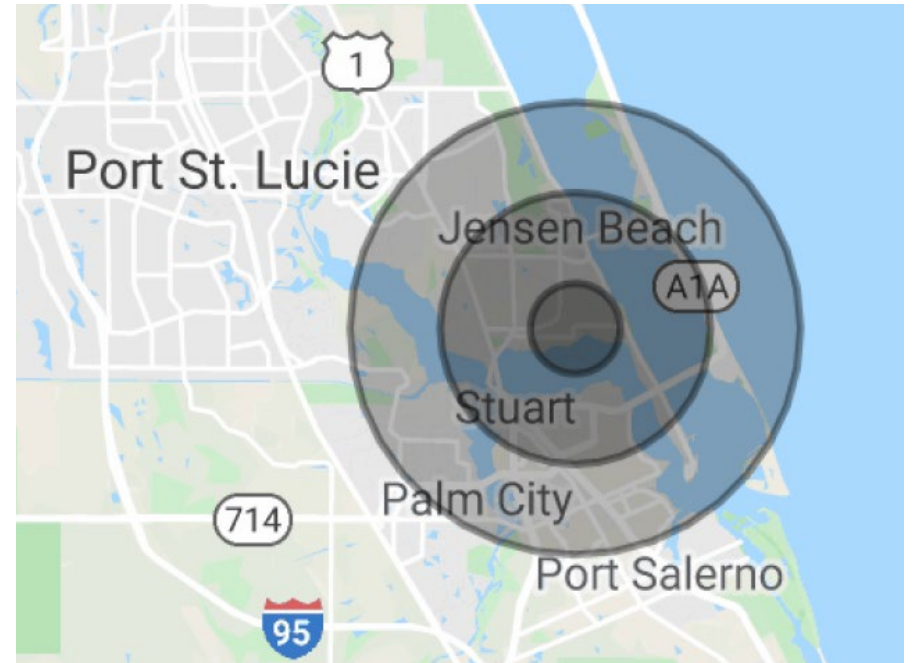 1
Port St. Lucie
Jensen Beach
A1A
Stuart
Palm City
714
Port Salerno
95